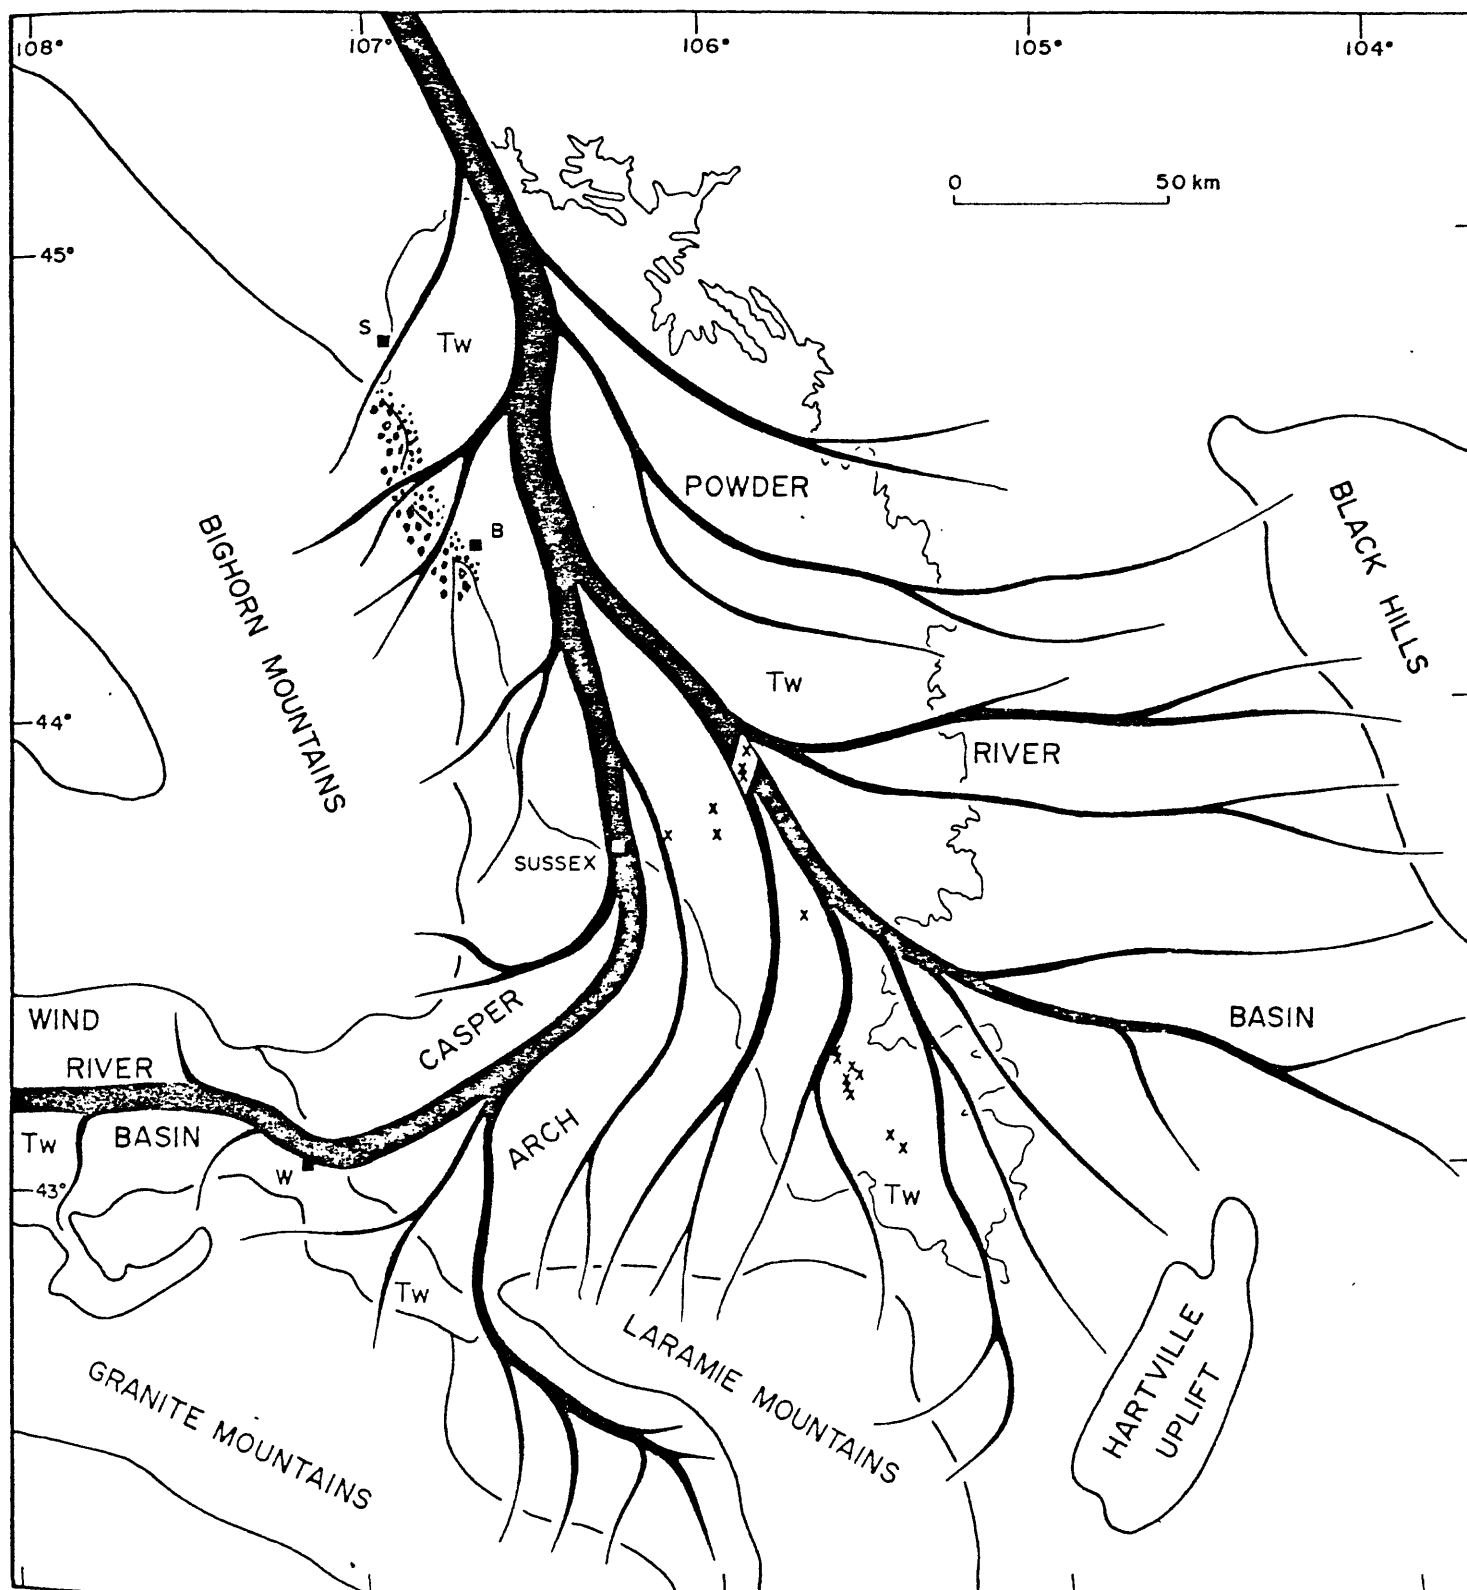 108°
107°
106°
105°
104°
0 50 km
45°
S
Tw
POWDER
BLACK HILLS
B
BIGHORN MOUNTAINS
Tw
44°
RIVER
x
x
x
x
x
x
x
SUSSEX
x
CASPER
WIND
BASIN
RIVER
x
x
x
x
x
x
x
ARCH
Tw
BASIN
x
x
W
43°
Tw
Tw
LARAMIE MOUNTAINS
HARTVILLE
UPLIFT
GRANITE MOUNTAINS